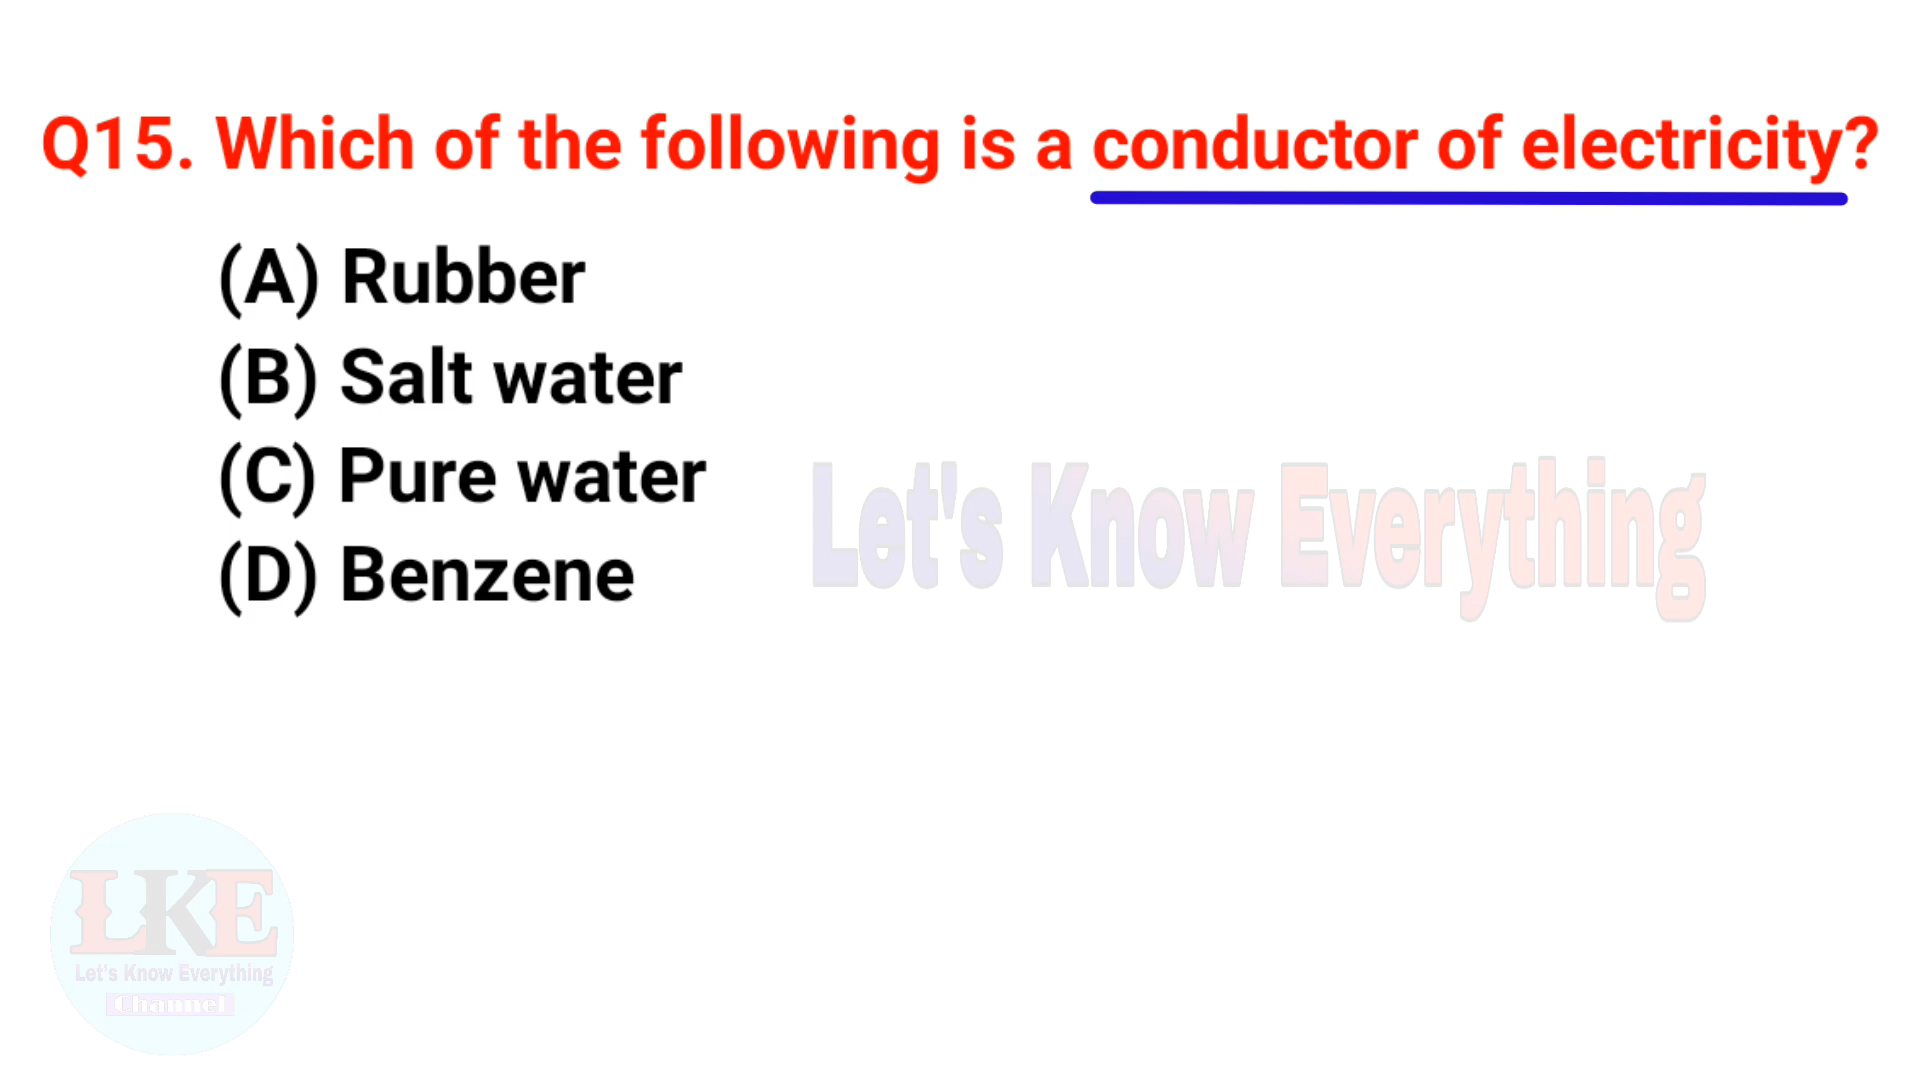 Q15. Which of the following is a conductor of electricity?
(A) Rubber
(B) Salt water
(C) Pure water
(D) Benzene
Let's Know Everything
LKE
Let's Know Everything
Channel